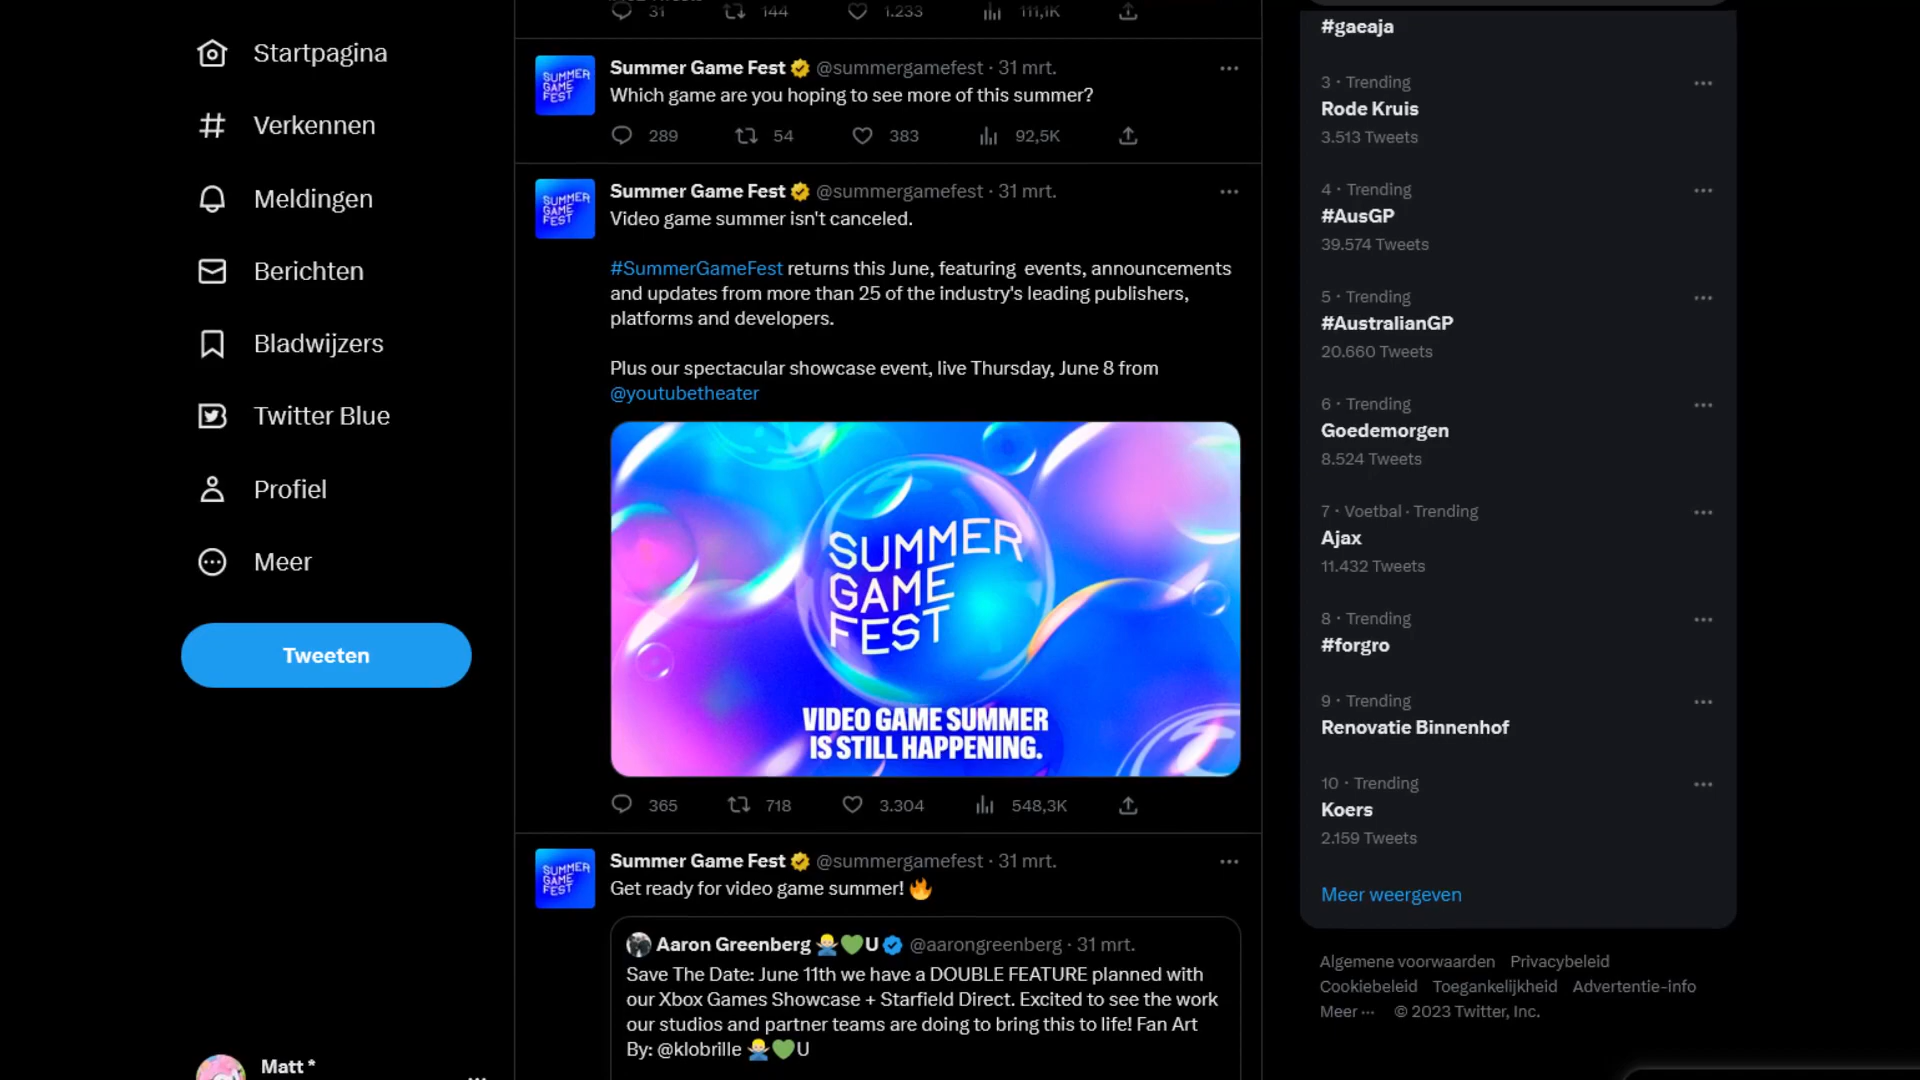 Startpagina
Verkennen
Meldingen
Berichten
Bladwijzers
Twitter Blue
Profiel
Meer
Tweeten
Matt *
31 144 1.233 111,1K
SUMMER
GAME
FEST
Summer Game Fest @summergamefest · 31 mrt.
Which game are you hoping to see more of this summer?
289 54 383 92,5K
SUMMER
GAME
FEST
Summer Game Fest @summergamefest · 31 mrt.
Video game summer isn't canceled.
#SummerGameFest returns this June, featuring events, announcements
and updates from more than 25 of the industry's leading publishers,
platforms and developers.
Plus our spectacular showcase event, live Thursday, June 8 from
@youtubetheater
SUMMER
GAME
FEST
VIDEO GAME SUMMER
IS STILL HAPPENING.
365 718 3.304 548,3K
SUMMER
GAME
FEST
Summer Game Fest @summergamefest · 31 mrt.
Get ready for video game summer! 🔥
Aaron Greenberg 🙅🏼‍♂️💚U @aarongreenberg · 31 mrt.
Save The Date: June 11th we have a DOUBLE FEATURE planned with
our Xbox Games Showcase + Starfield Direct. Excited to see the work
our studios and partner teams are doing to bring this to life! Fan Art
By: @klobrille 🙅🏼‍♂️💚U
#gaeaja
3 · Trending
Rode Kruis
3.513 Tweets
4 · Trending
#AusGP
39.574 Tweets
5 · Trending
#AustralianGP
20.660 Tweets
6 · Trending
Goedemorgen
8.524 Tweets
7 · Voetbal · Trending
Ajax
11.432 Tweets
8 · Trending
#forgro
9 · Trending
Renovatie Binnenhof
10 · Trending
Koers
2.159 Tweets
Meer weergeven
Algemene voorwaarden Privacybeleid
Cookiebeleid Toegankelijkheid Advertentie-info
Meer ··· © 2023 Twitter, Inc.